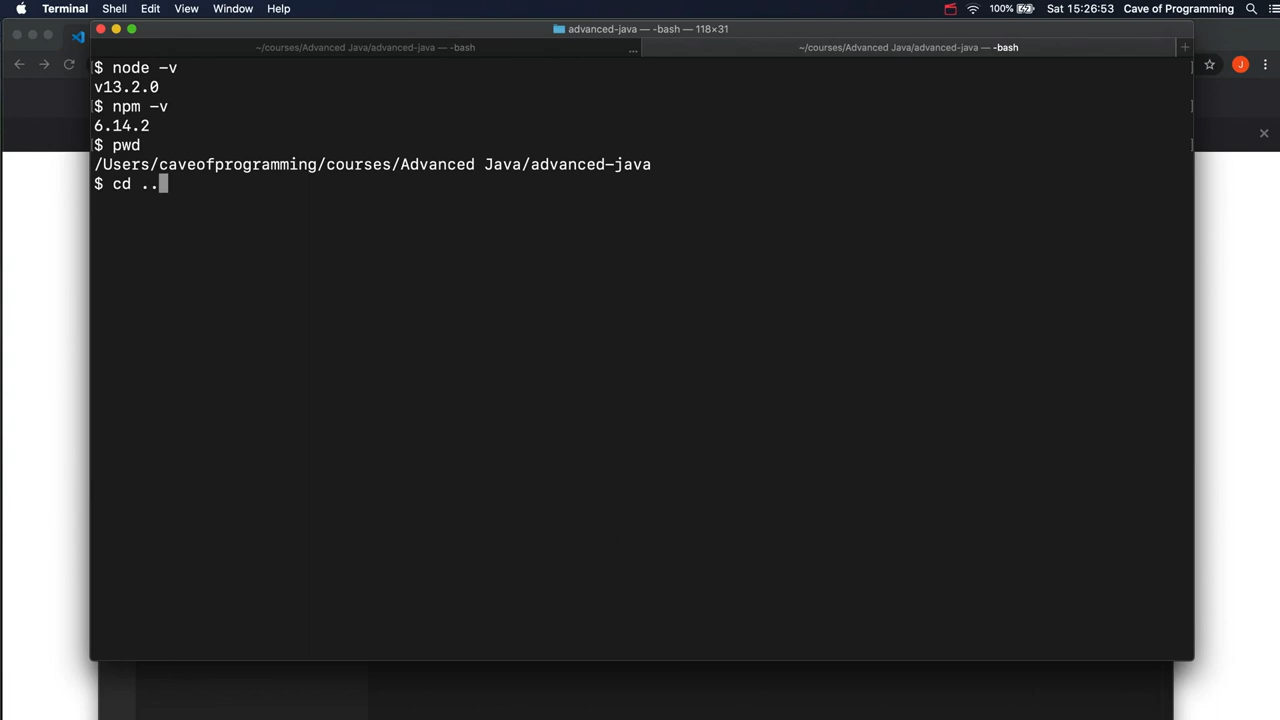 Terminal Shell Edit View Window Help 100% Sat 15:26:53 Cave of Programming
advanced-java — -bash — 118×31
~/courses/Advanced Java/advanced-java — -bash ... ~/courses/Advanced Java/advanced-java — -bash +
$ node -v
v13.2.0
$ npm -v
6.14.2
$ pwd
/Users/caveofprogramming/courses/Advanced Java/advanced-java
$ cd ..
J